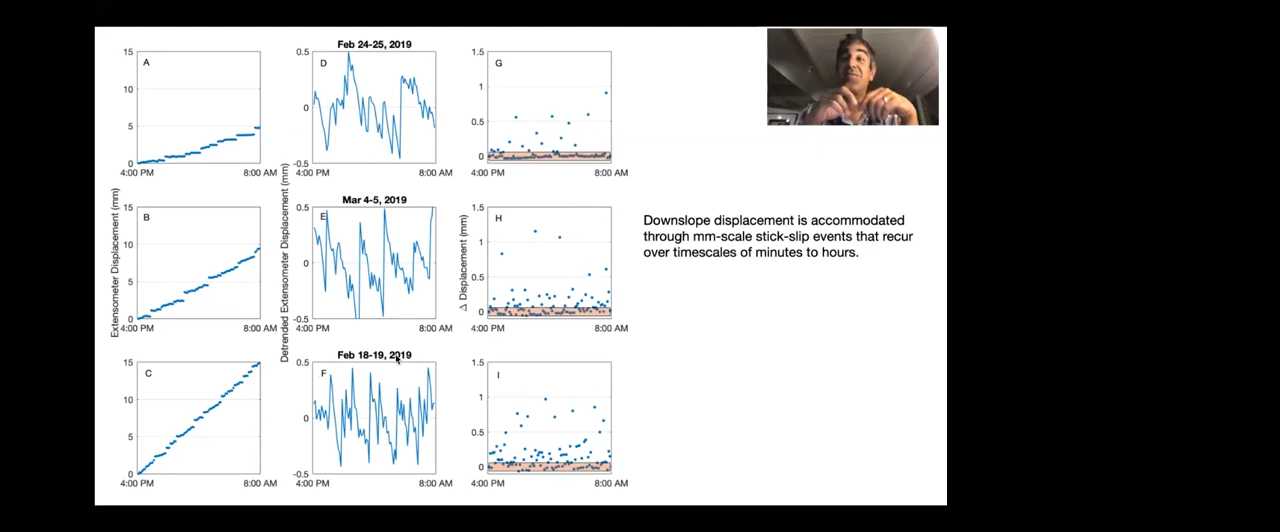 Feb 24-25, 2019
15
A
10
5
0
4:00 PM
8:00 AM
0.5
D
0
-0.5
4:00 PM
8:00 AM
1.5
G
1
0.5
0
4:00 PM
8:00 AM
Mar 4-5, 2019
Extensometer Displacement (mm)
15
B
10
5
0
4:00 PM
8:00 AM
Detrended Extensometer Displacement (mm)
0.5
E
0
-0.5
4:00 PM
8:00 AM
Δ Displacement (mm)
1.5
H
1
0.5
0
4:00 PM
8:00 AM
Downslope displacement is accommodated
through mm-scale stick-slip events that recur
over timescales of minutes to hours.
Feb 18-19, 2019
15
C
10
5
0
4:00 PM
8:00 AM
0.5
F
0
-0.5
4:00 PM
8:00 AM
1.5
I
1
0.5
0
4:00 PM
8:00 AM